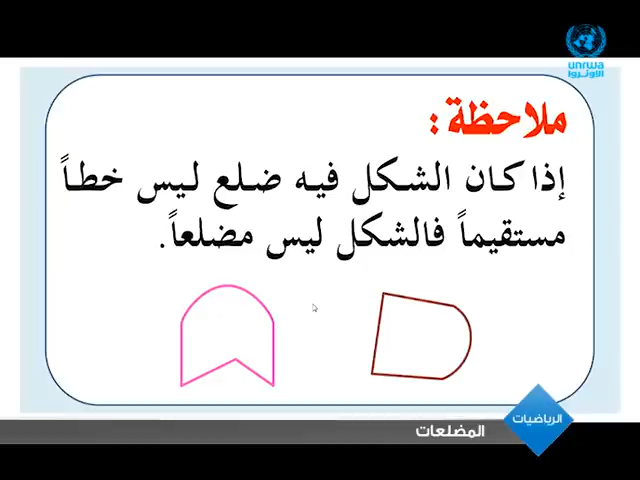 unrwa
الأونروا
ملاحظة :
إذا كان الشكل فيه ضلع ليس خطاً
مستقيماً فالشكل ليس مضلعاً.
الرياضيات
المضلعات